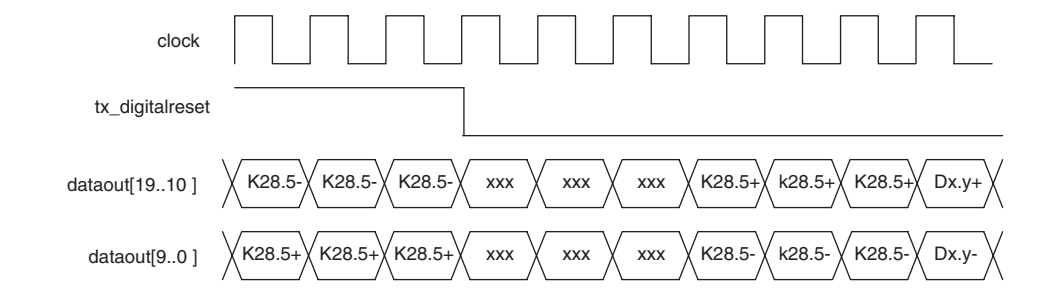 clock
tx_digitalreset
dataout[19..10 ] K28.5- K28.5- K28.5- xxx xxx xxx K28.5+ k28.5+ K28.5+ Dx.y+
dataout[9..0 ] K28.5+ K28.5+ K28.5+ xxx xxx xxx K28.5- k28.5- K28.5- Dx.y-